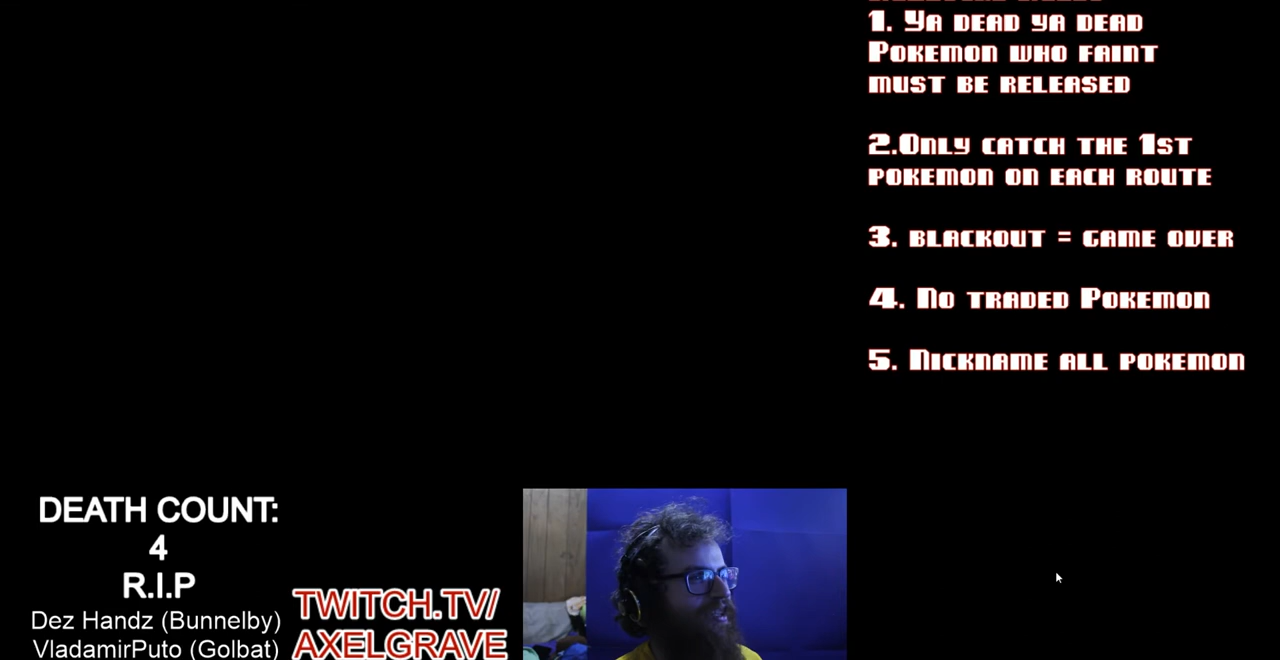 1. Ya dead ya dead
Pokemon who faint
must be released
2.Only catch the 1st
pokemon on each route
3. blackout = game over
4. No traded Pokemon
5. Nickname all pokemon
DEATH COUNT:
4
R.I.P
Dez Handz (Bunnelby)
VladamirPuto (Golbat)
TWITCH.TV/
AXELGRAVE